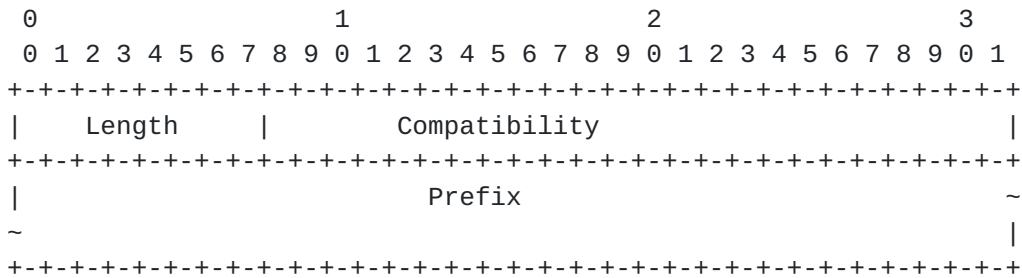 0                   1                   2                   3
 0 1 2 3 4 5 6 7 8 9 0 1 2 3 4 5 6 7 8 9 0 1 2 3 4 5 6 7 8 9 0 1
+-+-+-+-+-+-+-+-+-+-+-+-+-+-+-+-+-+-+-+-+-+-+-+-+-+-+-+-+-+-+-+-+
|    Length     |        Compatibility                          |
+-+-+-+-+-+-+-+-+-+-+-+-+-+-+-+-+-+-+-+-+-+-+-+-+-+-+-+-+-+-+-+-+
|                          Prefix                               ~
~                                                               |
+-+-+-+-+-+-+-+-+-+-+-+-+-+-+-+-+-+-+-+-+-+-+-+-+-+-+-+-+-+-+-+-+